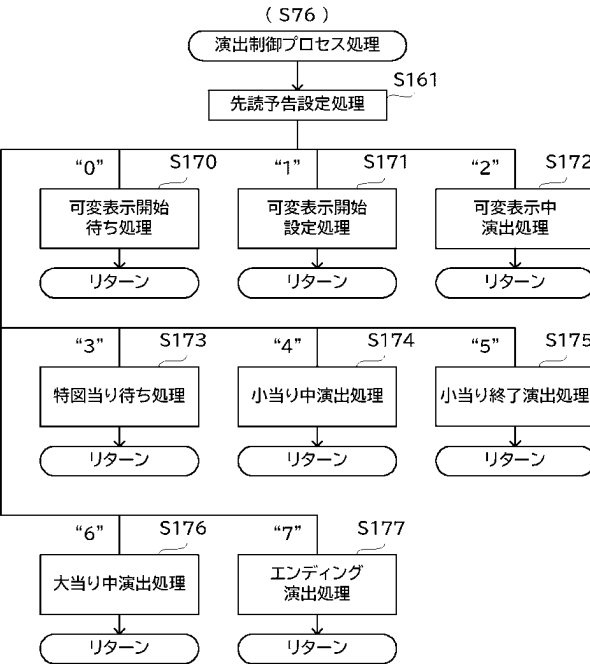 ( S76 )
演出制御プロセス処理
S161
先読予告設定処理
“0” S170 “1” S171 “2” S172
可変表示開始
待ち処理
可変表示開始
設定処理
可変表示中
演出処理
リターン リターン リターン
“3” S173 “4” S174 “5” S175
特図当り待ち処理 小当り中演出処理 小当り終了演出処理
リターン リターン リターン
“6” S176 “7” S177
大当り中演出処理
エンディング
演出処理
リターン リターン